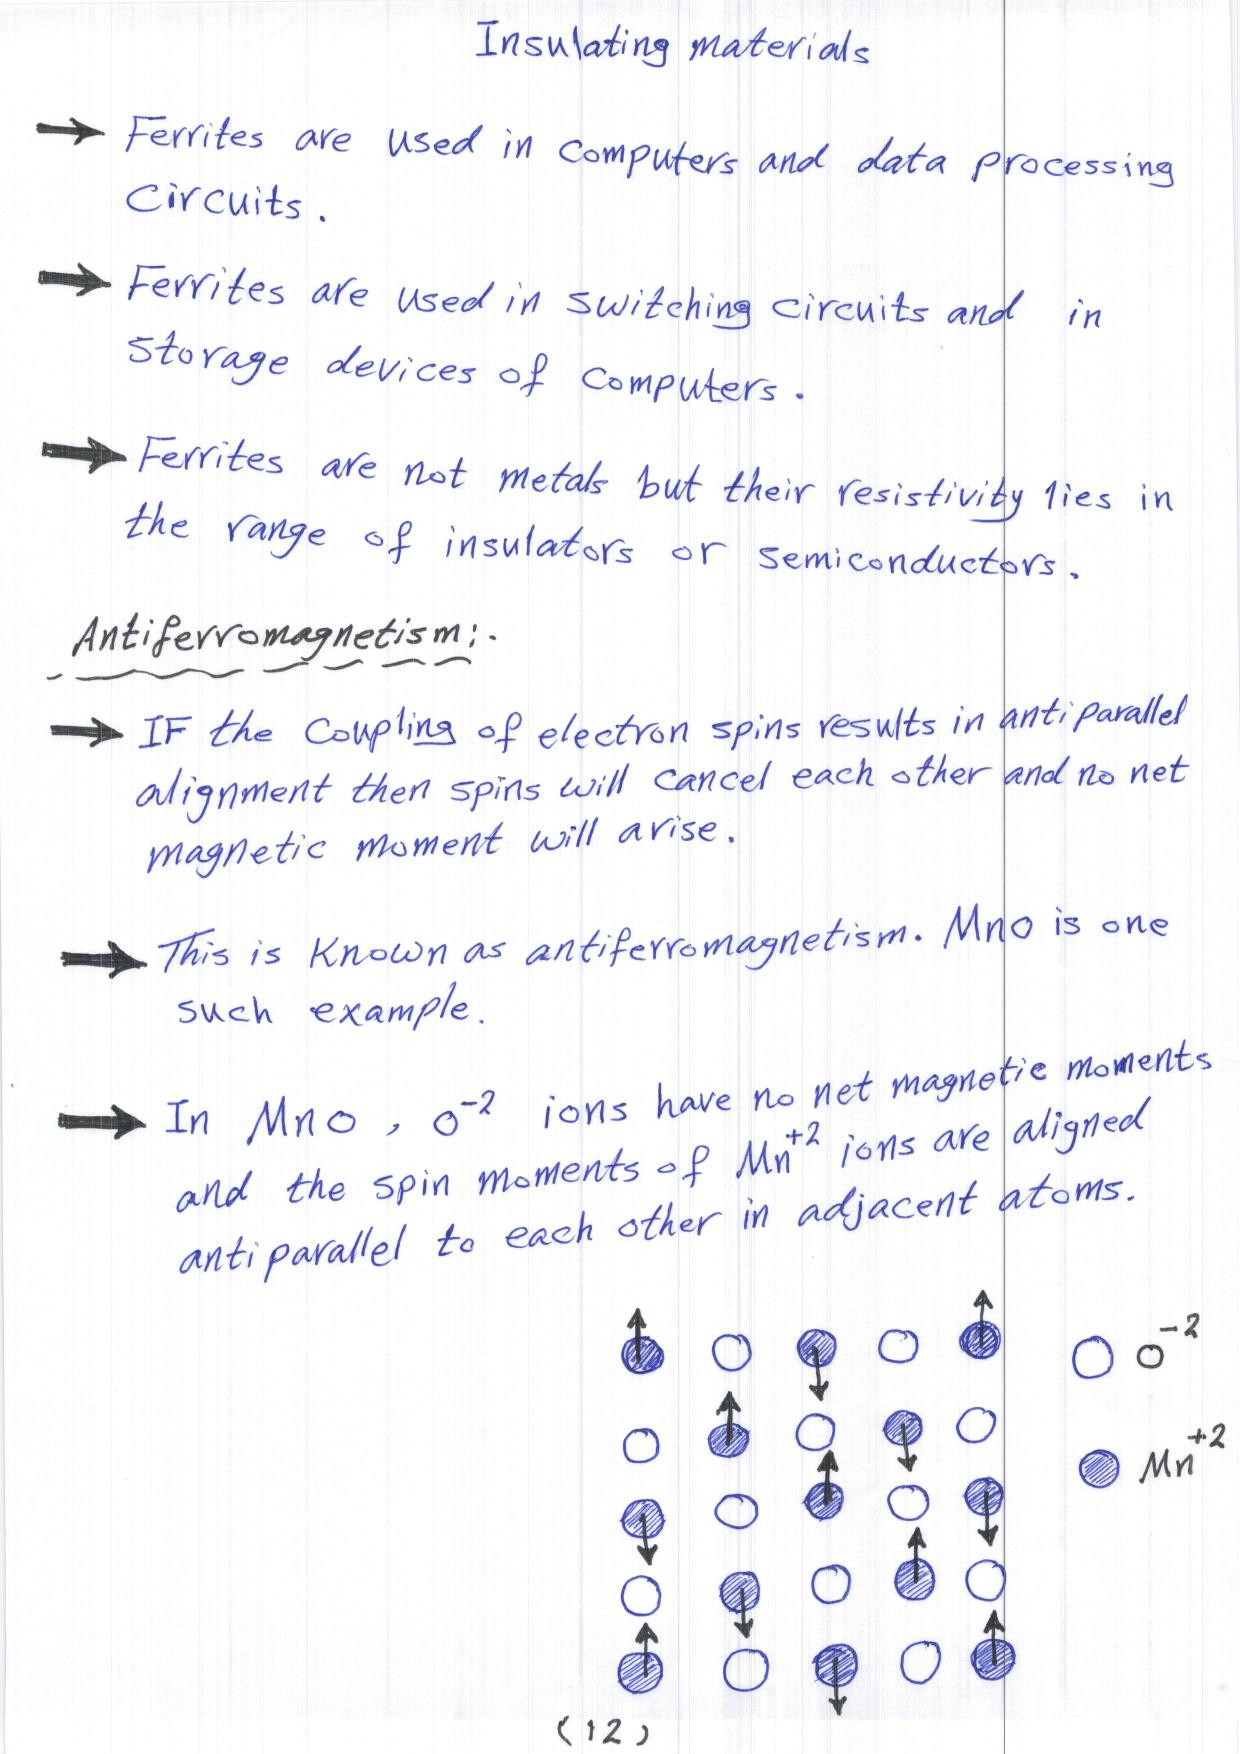 Insulating materials
→ Ferrites are used in computers and data processing
circuits.
→ Ferrites are used in switching circuits and in
storage devices of computers.
→ Ferrites are not metals but their resistivity lies in
the range of insulators or semiconductors.
Antiferromagnetism:.
→ IF the coupling of electron spins results in antiparallel
alignment then spins will cancel each other and no net
magnetic moment will arise.
→ This is known as antiferromagnetism. MnO is one
such example.
→ In MnO, O⁻² ions have no net magnetic moments
and the spin moments of Mn⁺² ions are aligned
antiparallel to each other in adjacent atoms.
O⁻²
Mn⁺²
(12)